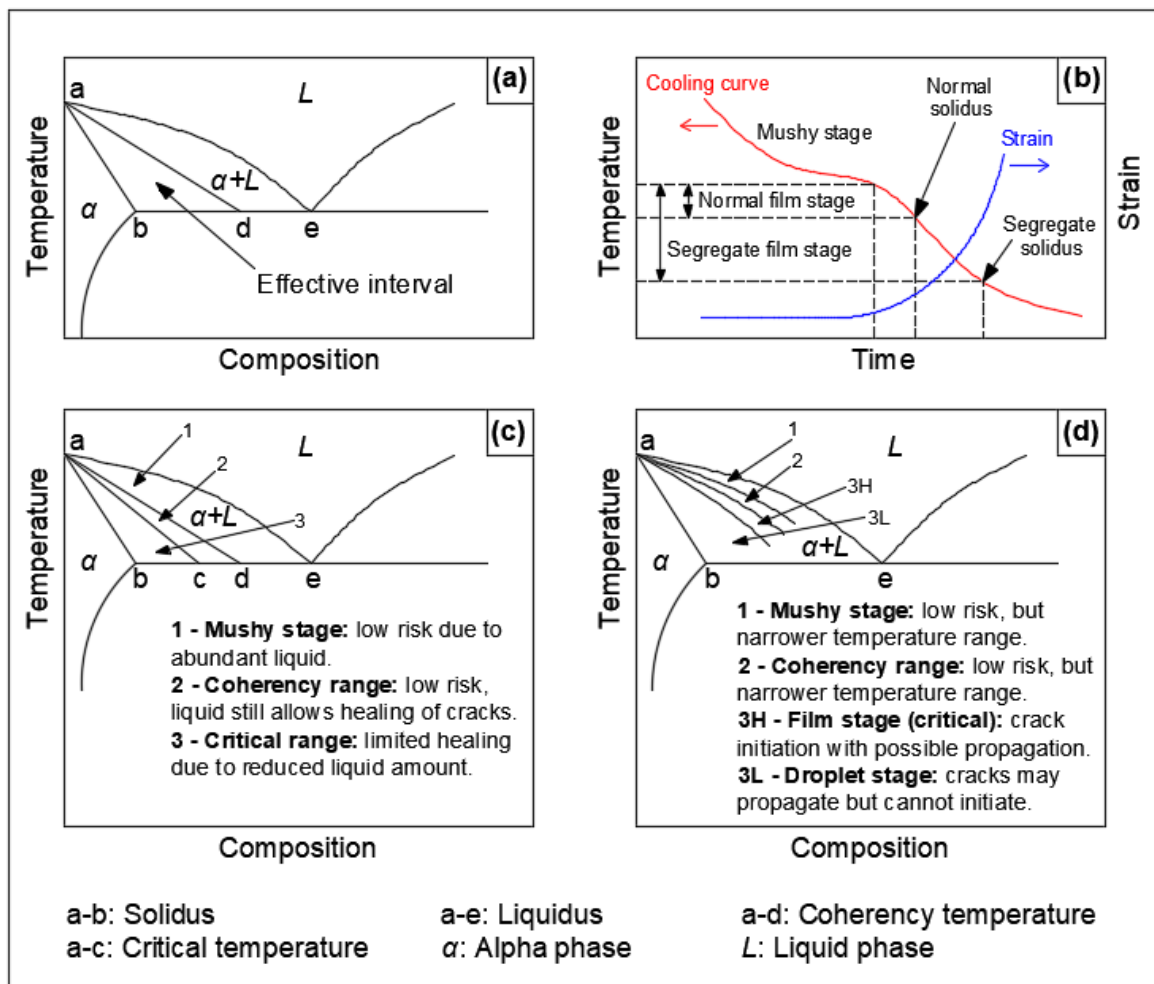 (a)
a
L
α+L
α
b
d
e
Effective interval
Temperature
Composition
(b)
Cooling curve
Normal
solidus
Mushy stage
Strain
Normal film stage
Segregate film stage
Segregate
solidus
Temperature
Strain
Time
(c)
a
1
L
2
α+L
3
α
b
c
d
e
1 - Mushy stage: low risk due to
abundant liquid.
2 - Coherency range: low risk,
liquid still allows healing of cracks.
3 - Critical range: limited healing
due to reduced liquid amount.
Temperature
Composition
(d)
a
1
L
2
3H
3L
α+L
α
b
e
1 - Mushy stage: low risk, but
narrower temperature range.
2 - Coherency range: low risk, but
narrower temperature range.
3H - Film stage (critical): crack
initiation with possible propagation.
3L - Droplet stage: cracks may
propagate but cannot initiate.
Temperature
Composition
a-b: Solidus
a-e: Liquidus
a-d: Coherency temperature
a-c: Critical temperature
α: Alpha phase
L: Liquid phase